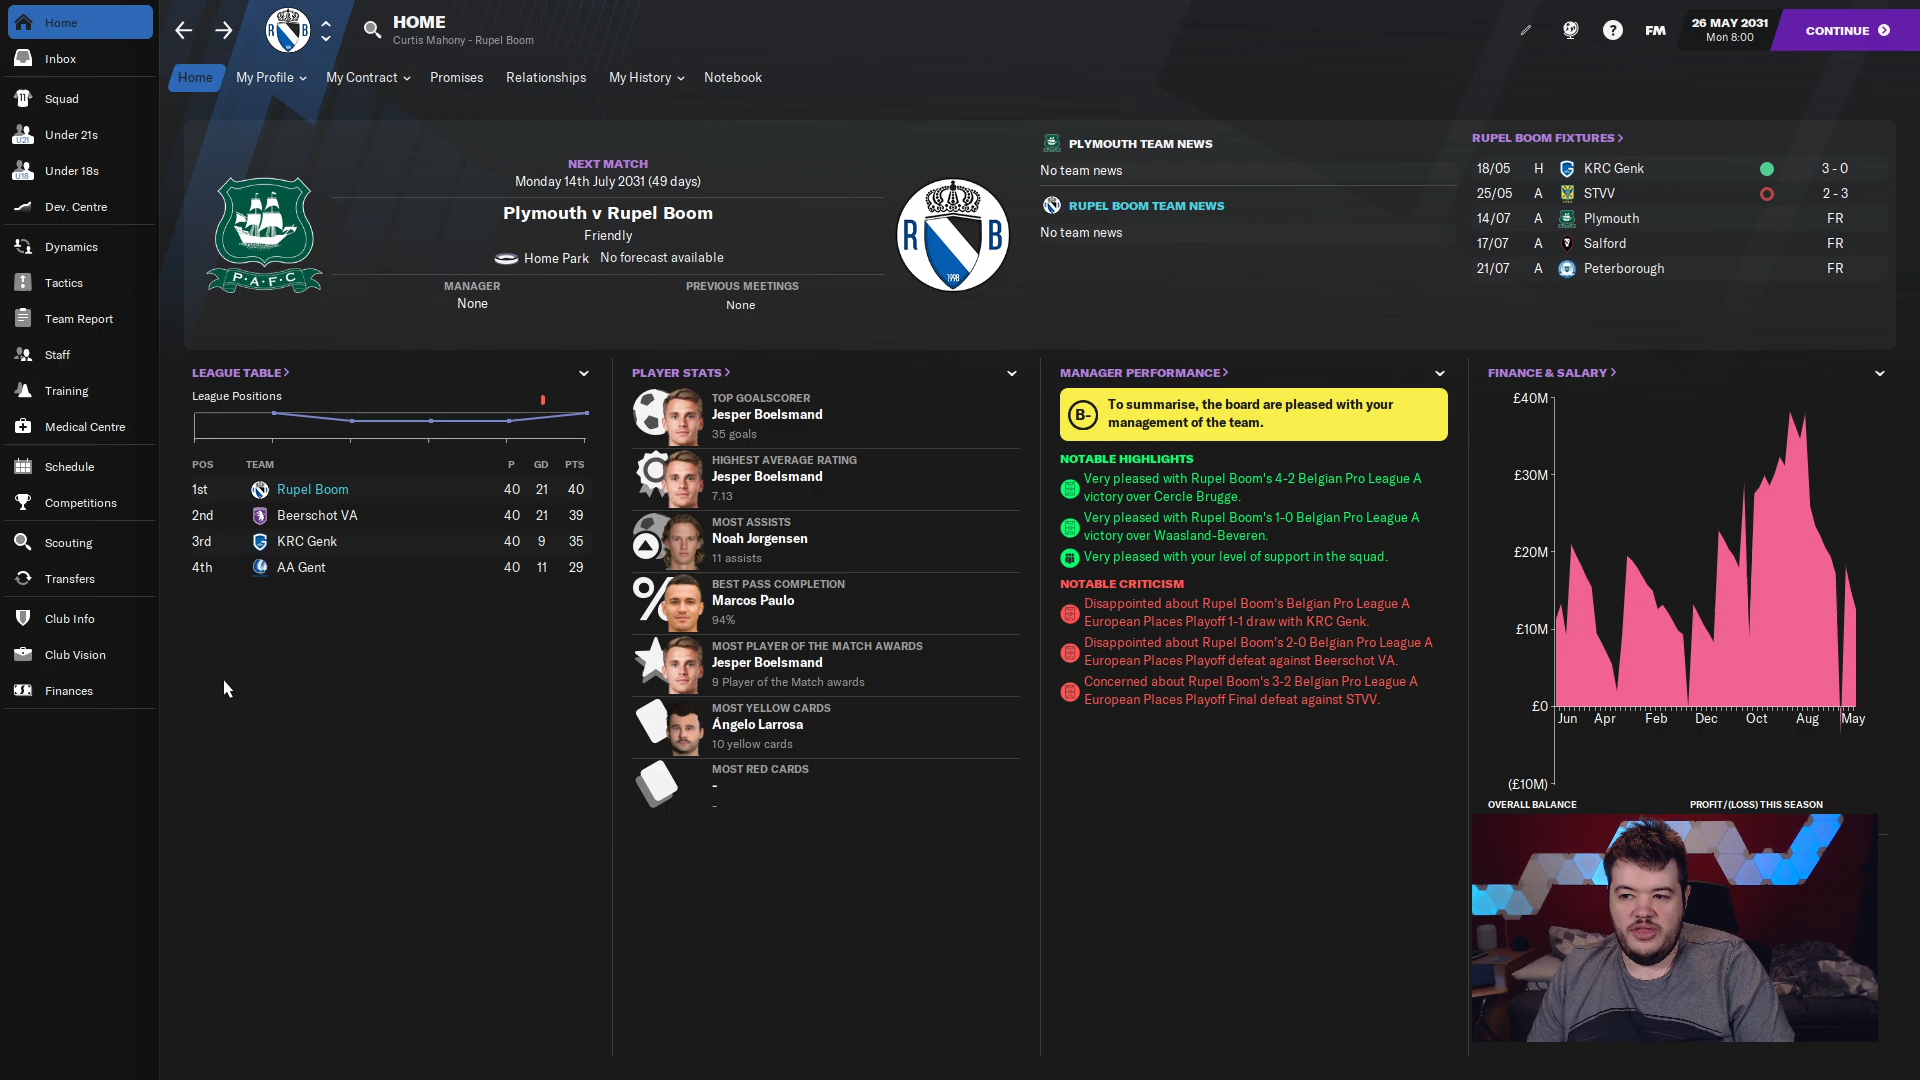 Home
Inbox
Squad
Under 21s
Under 18s
Dev. Centre
Dynamics
Tactics
Team Report
Staff
Training
Medical Centre
Schedule
Competitions
Scouting
Transfers
Club Info
Club Vision
Finances
HOME
Curtis Mahony - Rupel Boom
FM
26 MAY 2031
Mon 8:00
CONTINUE
Home
My Profile
My Contract
Promises
Relationships
My History
Notebook
NEXT MATCH
Monday 14th July 2031 (49 days)
Plymouth v Rupel Boom
Friendly
Home Park No forecast available
MANAGER
None
PREVIOUS MEETINGS
None
P·A·F·C
R B
1998
PLYMOUTH TEAM NEWS
No team news
RUPEL BOOM TEAM NEWS
No team news
RUPEL BOOM FIXTURES >
18/05 H KRC Genk 3 - 0
25/05 A STVV 2 - 3
14/07 A Plymouth FR
17/07 A Salford FR
21/07 A Peterborough FR
LEAGUE TABLE >
League Positions
POS TEAM P GD PTS
1st Rupel Boom 40 21 40
2nd Beerschot VA 40 21 39
3rd KRC Genk 40 9 35
4th AA Gent 40 11 29
PLAYER STATS >
TOP GOALSCORER
Jesper Boelsmand
35 goals
HIGHEST AVERAGE RATING
Jesper Boelsmand
7.13
MOST ASSISTS
Noah Jørgensen
11 assists
BEST PASS COMPLETION
Marcos Paulo
94%
MOST PLAYER OF THE MATCH AWARDS
Jesper Boelsmand
9 Player of the Match awards
MOST YELLOW CARDS
Ángelo Larrosa
10 yellow cards
MOST RED CARDS
-
-
MANAGER PERFORMANCE >
B-
To summarise, the board are pleased with your
management of the team.
NOTABLE HIGHLIGHTS
Very pleased with Rupel Boom's 4-2 Belgian Pro League A
victory over Cercle Brugge.
Very pleased with Rupel Boom's 1-0 Belgian Pro League A
victory over Waasland-Beveren.
Very pleased with your level of support in the squad.
NOTABLE CRITICISM
Disappointed about Rupel Boom's Belgian Pro League A
European Places Playoff 1-1 draw with KRC Genk.
Disappointed about Rupel Boom's 2-0 Belgian Pro League A
European Places Playoff defeat against Beerschot VA.
Concerned about Rupel Boom's 3-2 Belgian Pro League A
European Places Playoff Final defeat against STVV.
FINANCE & SALARY >
£40M
£30M
£20M
£10M
£0
(£10M)
Jun Apr Feb Dec Oct Aug May
OVERALL BALANCE
PROFIT/(LOSS) THIS SEASON